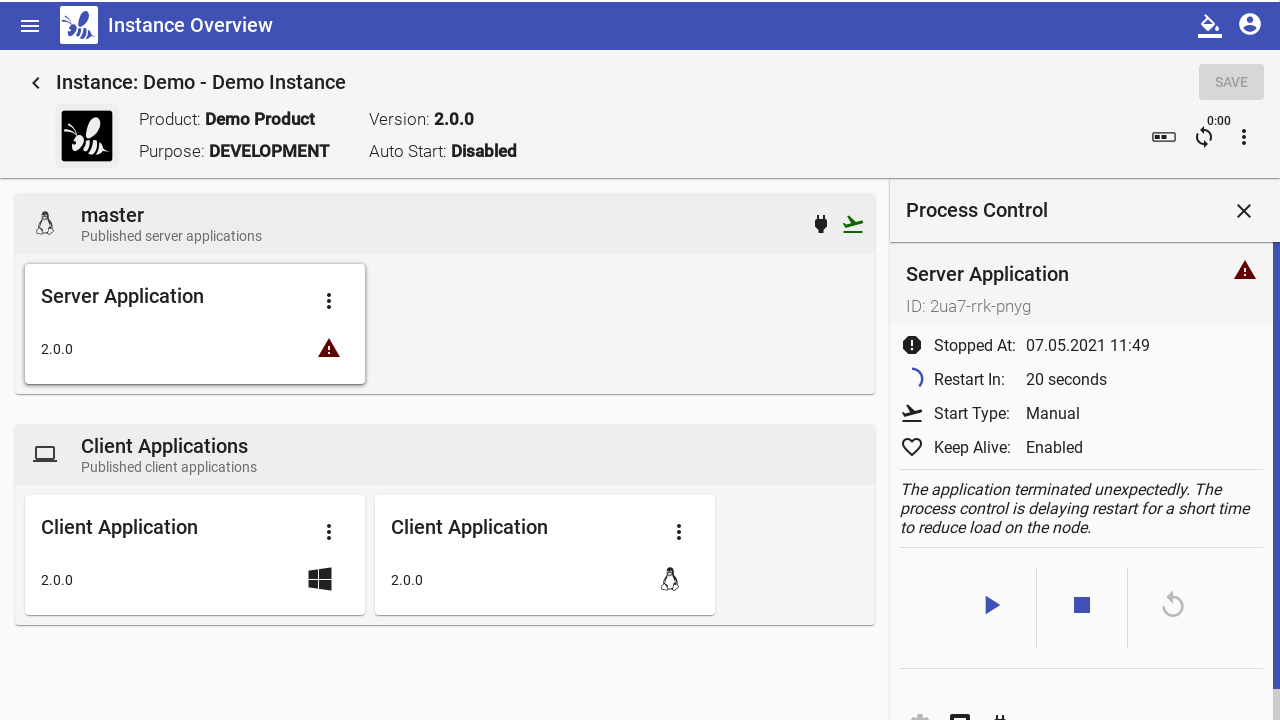 Instance Overview
Instance: Demo - Demo Instance
SAVE
Product: Demo Product
Version: 2.0.0
0:00
Purpose: DEVELOPMENT
Auto Start: Disabled
master
Published server applications
Server Application
2.0.0
Client Applications
Published client applications
Client Application
2.0.0
Client Application
2.0.0
Process Control
Server Application
ID: 2ua7-rrk-pnyg
Stopped At: 07.05.2021 11:49
Restart In: 20 seconds
Start Type: Manual
Keep Alive: Enabled
The application terminated unexpectedly. The
process control is delaying restart for a short time
to reduce load on the node.